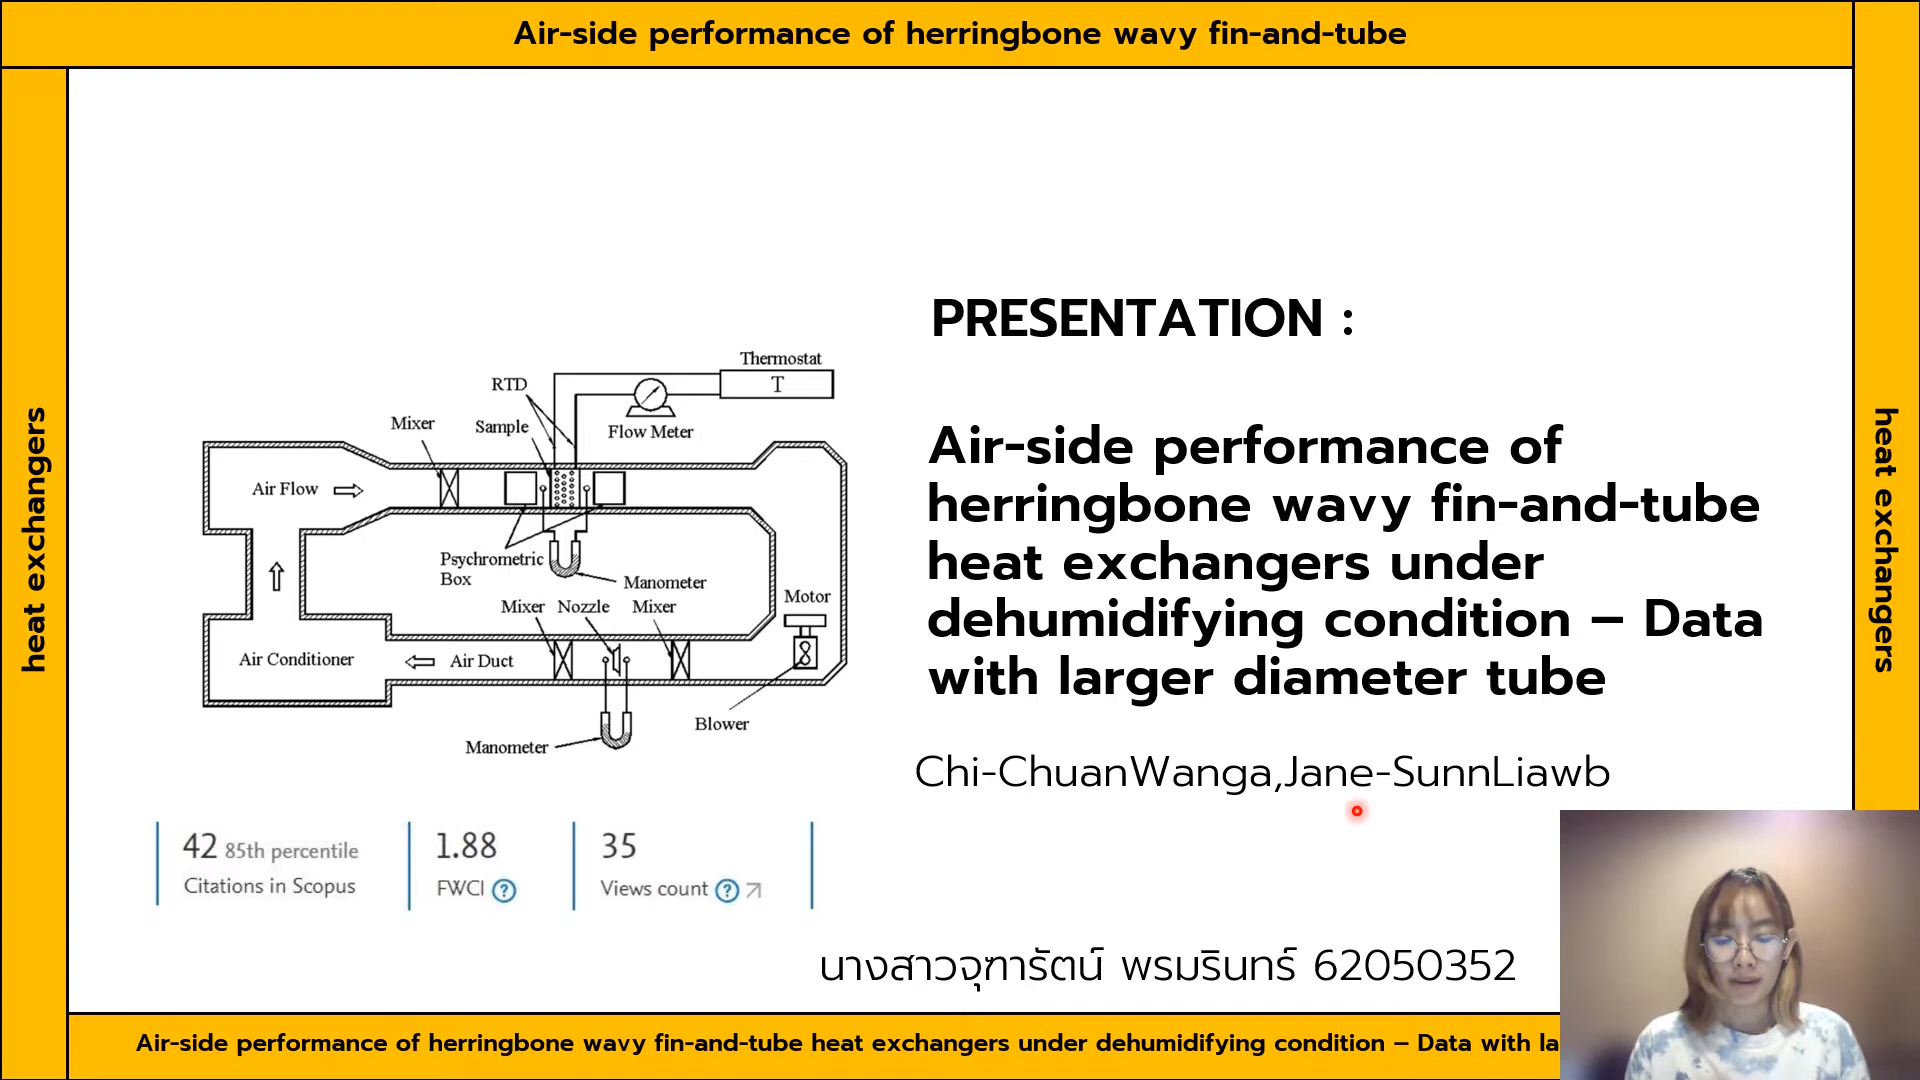 Air-side performance of herringbone wavy fin-and-tube
heat exchangers
heat exchangers
PRESENTATION :
Air-side performance of
herringbone wavy fin-and-tube
heat exchangers under
dehumidifying condition – Data
with larger diameter tube
Chi-ChuanWanga,Jane-SunnLiawb
Thermostat
T
RTD
Mixer
Sample
Flow Meter
Air Flow
Psychrometric
Box
Manometer
Mixer Nozzle Mixer
Motor
Air Conditioner
Air Duct
Blower
Manometer
42 85th percentile
Citations in Scopus
1.88
FWCI ?
35
Views count ?
นางสาวจุฑารัตน์ พรมรินทร์ 62050352
Air-side performance of herringbone wavy fin-and-tube heat exchangers under dehumidifying condition – Data with la